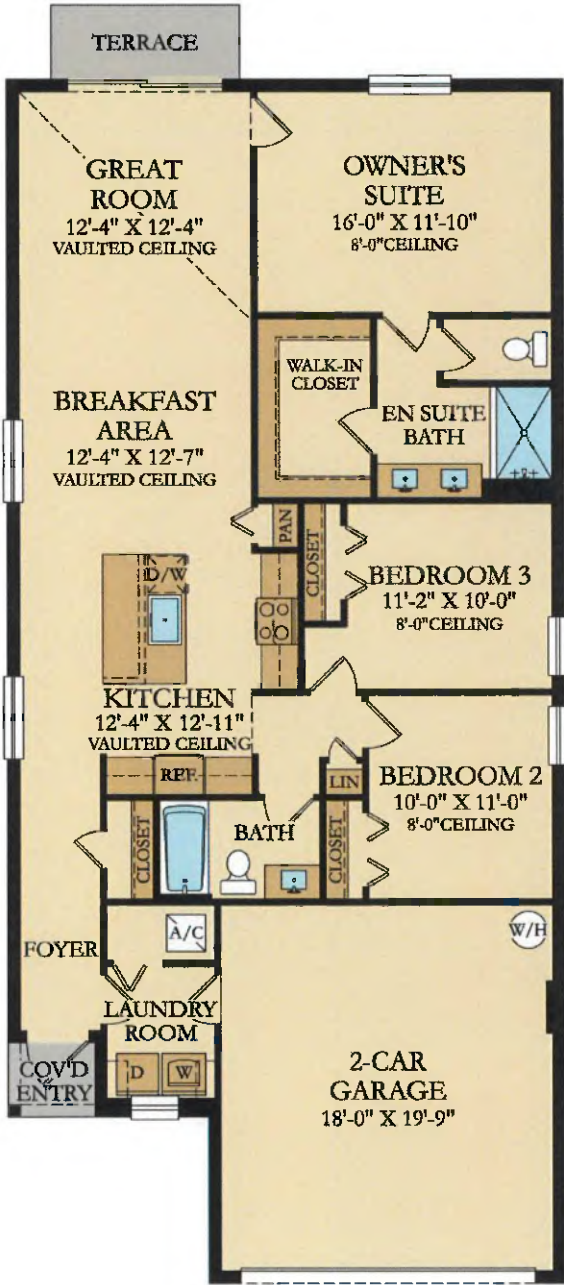 TERRACE
GREAT
ROOM
12'-4" X 12'-4"
VAULTED CEILING
OWNER'S
SUITE
16'-0" X 11'-10"
8'-0"CEILING
WALK-IN
CLOSET
EN SUITE
BATH
BREAKFAST
AREA
12'-4" X 12'-7"
VAULTED CEILING
PAN
CLOSET
D/W
BEDROOM 3
11'-2" X 10'-0"
8'-0"CEILING
KITCHEN
12'-4" X 12'-11"
VAULTED CEILING
REF.
LIN
BEDROOM 2
10'-0" X 11'-0"
8'-0"CEILING
CLOSET
BATH
CLOSET
A/C
W/H
FOYER
LAUNDRY
ROOM
D
W
COV'D
ENTRY
2-CAR
GARAGE
18'-0" X 19'-9"